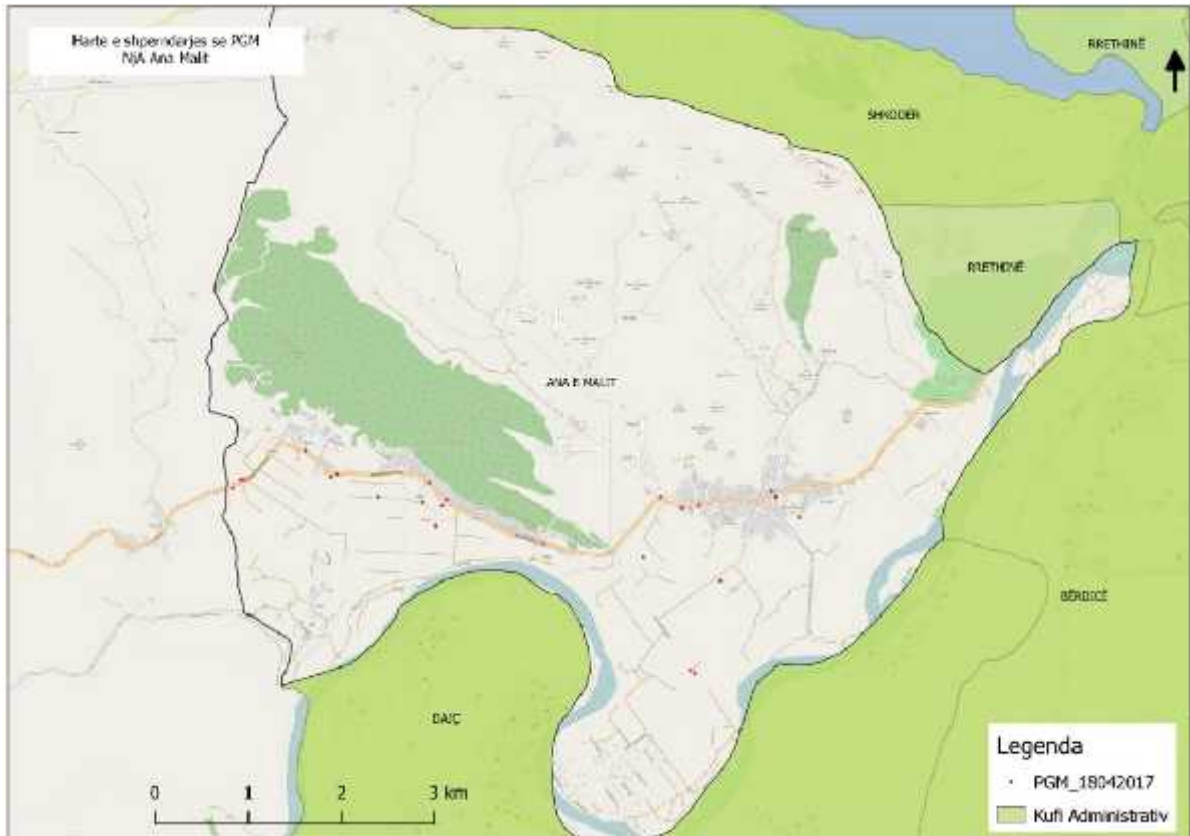 Harte e shperndarjes se PGM
NjA Ana Malit
RRETHINË
SHKODËR
RRETHINË
ANA E MALIT
BËRDICË
DAJÇ
0 1 2 3 km
Legenda
PGM_18042017
Kufi Administrativ